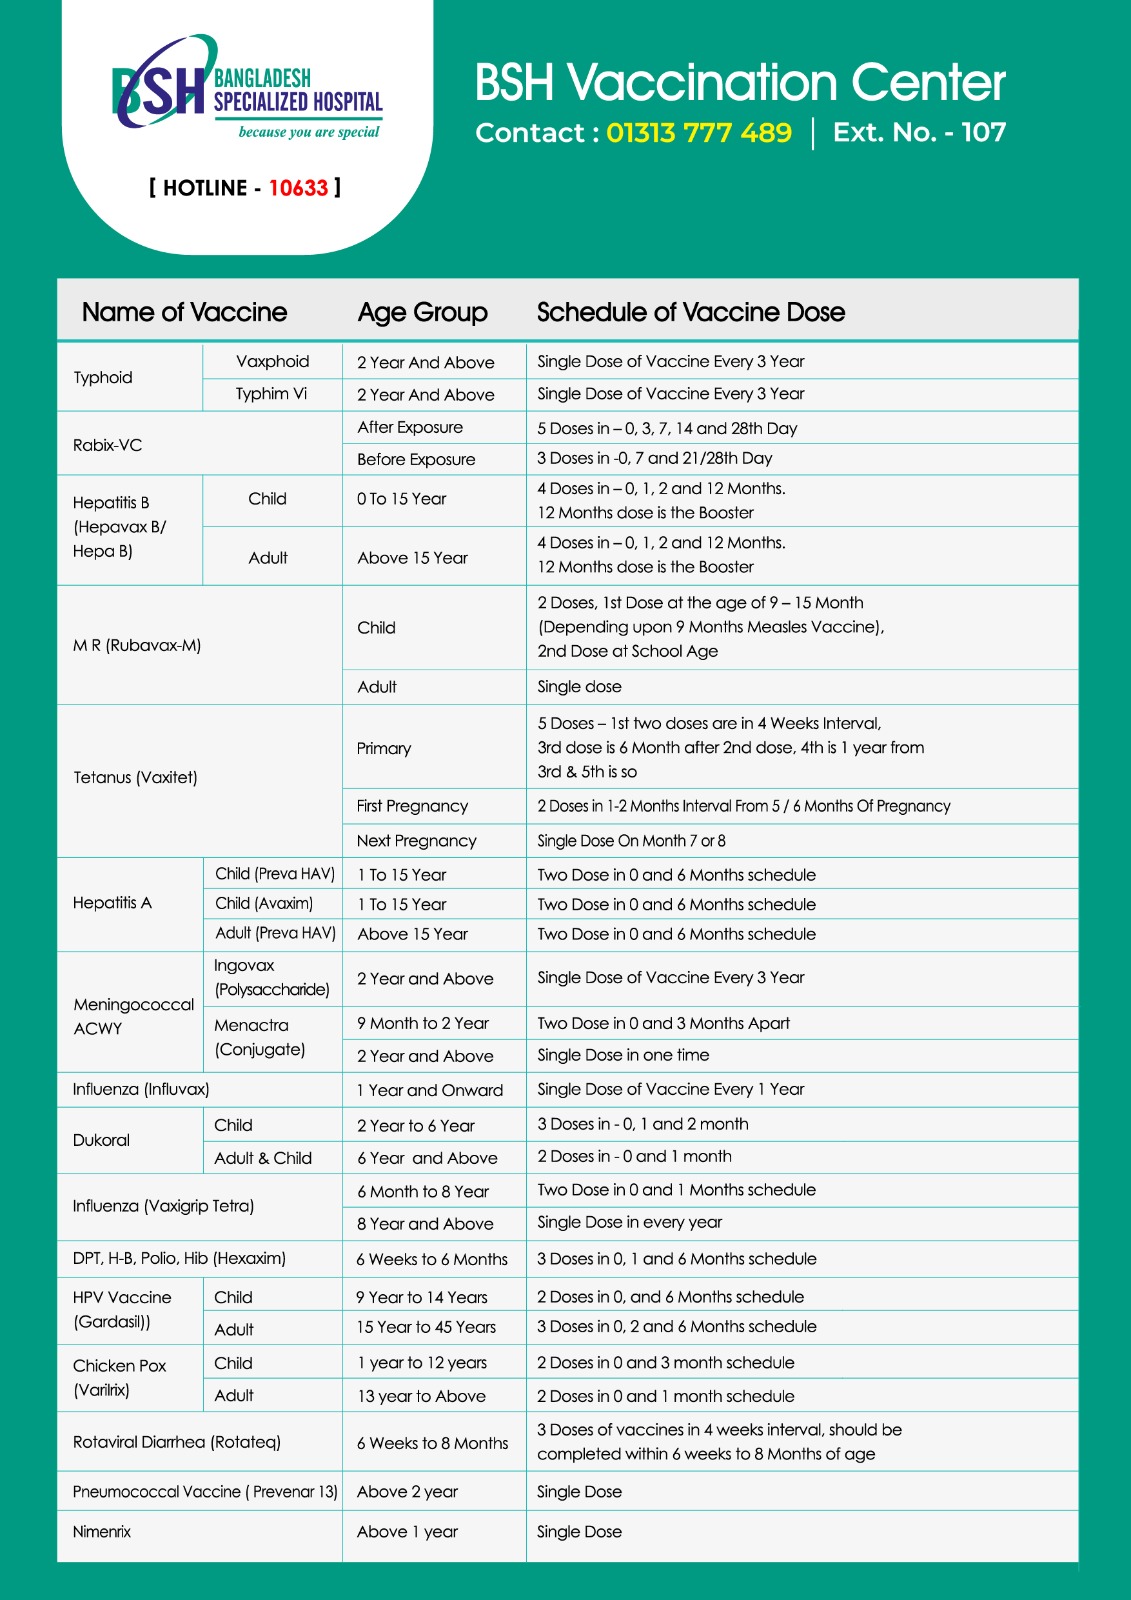 BSH BANGLADESH
SPECIALIZED HOSPITAL
because you are special
[ HOTLINE - 10633 ]
BSH Vaccination Center
Contact : 01313 777 489 | Ext. No. - 107
Name of Vaccine Age Group Schedule of Vaccine Dose
Typhoid
Vaxphoid 2 Year And Above Single Dose of Vaccine Every 3 Year
Typhim Vi 2 Year And Above Single Dose of Vaccine Every 3 Year
Rabix-VC
After Exposure 5 Doses in – 0, 3, 7, 14 and 28th Day
Before Exposure 3 Doses in -0, 7 and 21/28th Day
Hepatitis B
(Hepavax B/
Hepa B)
Child 0 To 15 Year
4 Doses in – 0, 1, 2 and 12 Months.
12 Months dose is the Booster
Adult Above 15 Year
4 Doses in – 0, 1, 2 and 12 Months.
12 Months dose is the Booster
M R (Rubavax-M)
Child
2 Doses, 1st Dose at the age of 9 – 15 Month
(Depending upon 9 Months Measles Vaccine),
2nd Dose at School Age
Adult Single dose
Tetanus (Vaxitet)
Primary
5 Doses – 1st two doses are in 4 Weeks Interval,
3rd dose is 6 Month after 2nd dose, 4th is 1 year from
3rd & 5th is so
First Pregnancy 2 Doses in 1-2 Months Interval From 5 / 6 Months Of Pregnancy
Next Pregnancy Single Dose On Month 7 or 8
Hepatitis A
Child (Preva HAV) 1 To 15 Year Two Dose in 0 and 6 Months schedule
Child (Avaxim) 1 To 15 Year Two Dose in 0 and 6 Months schedule
Adult (Preva HAV) Above 15 Year Two Dose in 0 and 6 Months schedule
Meningococcal
ACWY
Ingovax
(Polysaccharide)
2 Year and Above Single Dose of Vaccine Every 3 Year
Menactra
(Conjugate)
9 Month to 2 Year Two Dose in 0 and 3 Months Apart
2 Year and Above Single Dose in one time
Influenza (Influvax) 1 Year and Onward Single Dose of Vaccine Every 1 Year
Dukoral
Child 2 Year to 6 Year 3 Doses in - 0, 1 and 2 month
Adult & Child 6 Year and Above 2 Doses in - 0 and 1 month
Influenza (Vaxigrip Tetra)
6 Month to 8 Year Two Dose in 0 and 1 Months schedule
8 Year and Above Single Dose in every year
DPT, H-B, Polio, Hib (Hexaxim) 6 Weeks to 6 Months 3 Doses in 0, 1 and 6 Months schedule
HPV Vaccine
(Gardasil))
Child 9 Year to 14 Years 2 Doses in 0, and 6 Months schedule
Adult 15 Year to 45 Years 3 Doses in 0, 2 and 6 Months schedule
Chicken Pox
(Varilrix)
Child 1 year to 12 years 2 Doses in 0 and 3 month schedule
Adult 13 year to Above 2 Doses in 0 and 1 month schedule
Rotaviral Diarrhea (Rotateq) 6 Weeks to 8 Months
3 Doses of vaccines in 4 weeks interval, should be
completed within 6 weeks to 8 Months of age
Pneumococcal Vaccine ( Prevenar 13) Above 2 year Single Dose
Nimenrix Above 1 year Single Dose